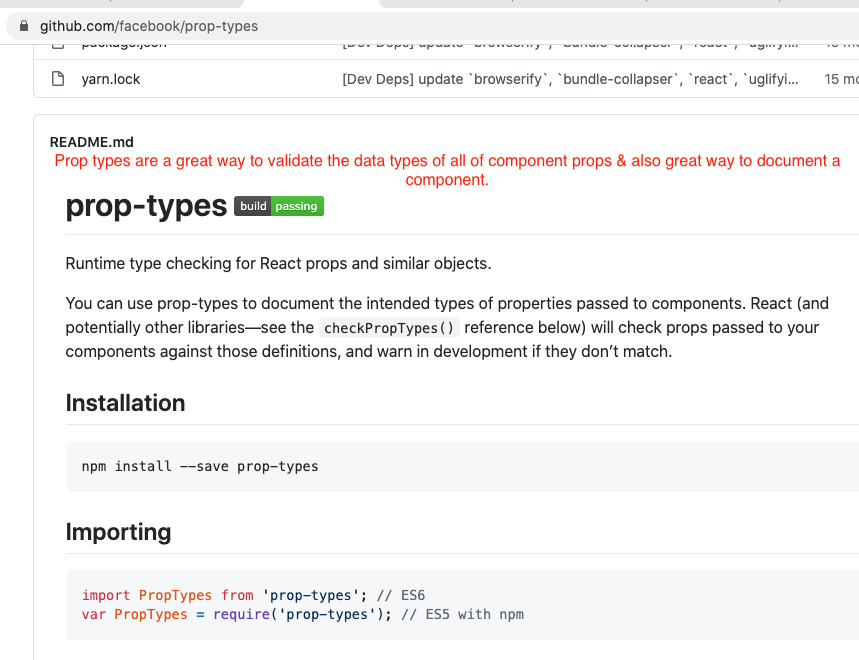 github.com/facebook/prop-types
package.json [Dev Deps] update `browserify`, `bundle-collapser`, `react`, `uglifyi...
yarn.lock [Dev Deps] update `browserify`, `bundle-collapser`, `react`, `uglifyi... 15 mo
README.md
Prop types are a great way to validate the data types of all of component props & also great way to document a
component.
prop-types build passing
Runtime type checking for React props and similar objects.
You can use prop-types to document the intended types of properties passed to components. React (and
potentially other libraries—see the checkPropTypes() reference below) will check props passed to your
components against those definitions, and warn in development if they don’t match.
Installation
npm install --save prop-types
Importing
import PropTypes from 'prop-types'; // ES6
var PropTypes = require('prop-types'); // ES5 with npm